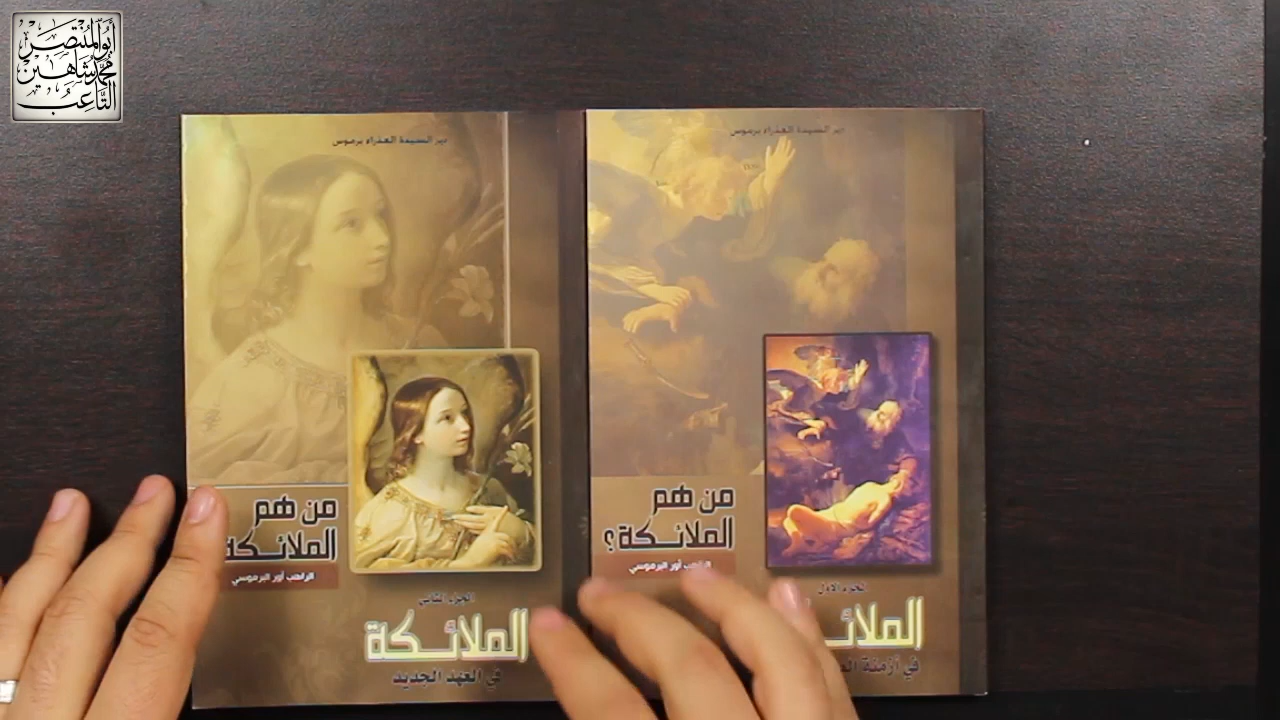 أبو المنتصر
محمد شاهين
التاعب
دير السيدة العذراء برموس
من هم
الملائكة؟
الراهب أور البرموسي
الجزء الأول
الملائ
في أزمنة
دير السيدة العذراء برموس
من هم
الملائكة
الراهب أور البرموسي
الجزء الثاني
الملائكة
في العهد الجديد